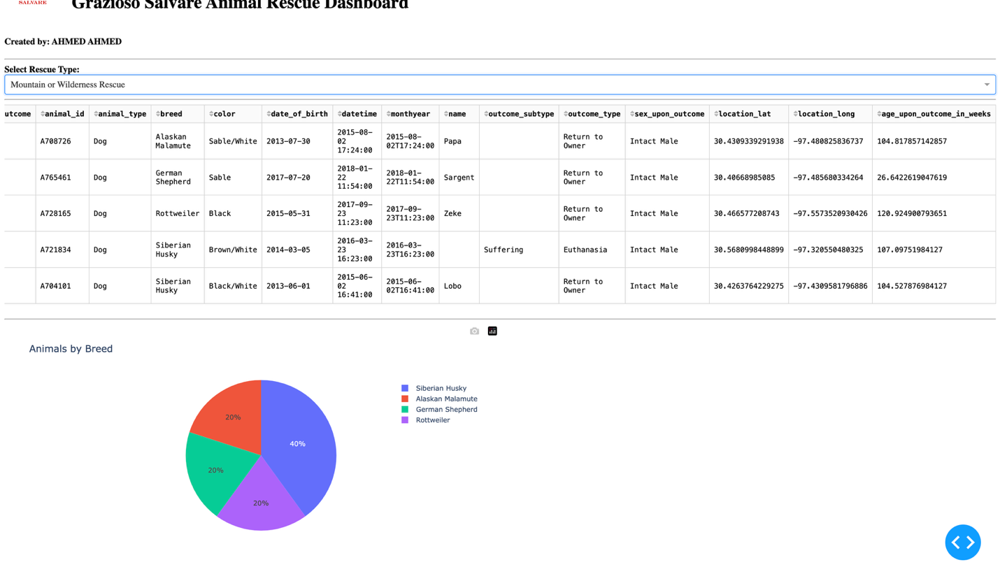 SALVARE
Grazioso Salvare Animal Rescue Dashboard
Created by: AHMED AHMED
Select Rescue Type:
Mountain or Wilderness Rescue
utcome animal_id animal_type breed color date_of_birth datetime monthyear name outcome_subtype outcome_type sex_upon_outcome location_lat location_long age_upon_outcome_in_weeks
A708726 Dog Alaskan Malamute Sable/White 2013-07-30 2015-08-02 17:24:00 2015-08-02T17:24:00 Papa Return to Owner Intact Male 30.4309339291938 -97.480825836737 104.817857142857
A765461 Dog German Shepherd Sable 2017-07-20 2018-01-22 11:54:00 2018-01-22T11:54:00 Sargent Return to Owner Intact Male 30.40668985085 -97.485680334264 26.6422619047619
A728165 Dog Rottweiler Black 2015-05-31 2017-09-23 11:23:00 2017-09-23T11:23:00 Zeke Return to Owner Intact Male 30.466577208743 -97.5573520930426 120.924900793651
A721834 Dog Siberian Husky Brown/White 2014-03-05 2016-03-23 16:23:00 2016-03-23T16:23:00 Suffering Euthanasia Intact Male 30.5680998448899 -97.320550480325 107.09751984127
A704101 Dog Siberian Husky Black/White 2013-06-01 2015-06-02 16:41:00 2015-06-02T16:41:00 Lobo Return to Owner Intact Male 30.4263764229275 -97.4309581796886 104.527876984127
Animals by Breed
Siberian Husky
Alaskan Malamute
German Shepherd
Rottweiler
20%
40%
20%
20%